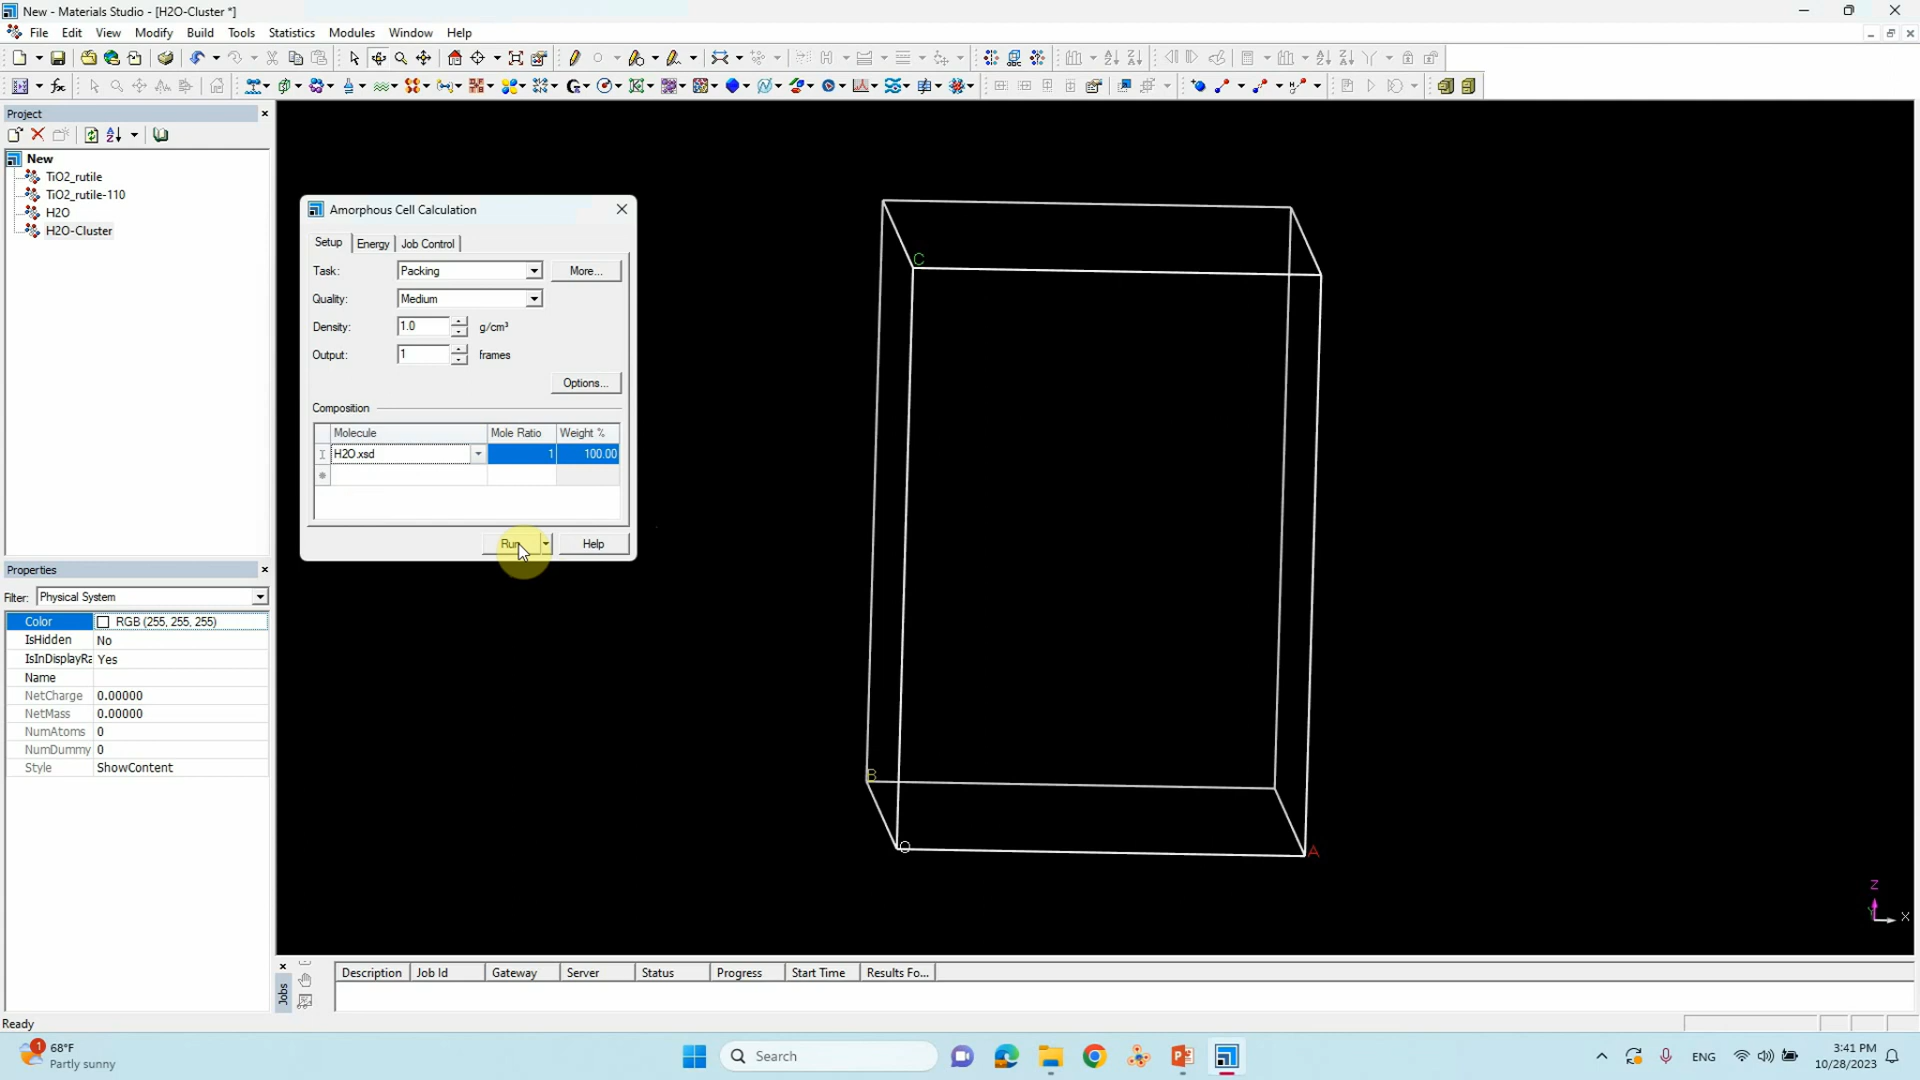 New - Materials Studio - [H2O-Cluster *]
File Edit View Modify Build Tools Statistics Modules Window Help
Project
New
TiO2_rutile
TiO2_rutile-110
H2O
H2O-Cluster
Amorphous Cell Calculation
Setup Energy Job Control
Task: Packing More...
Quality: Medium
Density: 1.0 g/cm³
Output: 1 frames
Options...
Composition
Molecule Mole Ratio Weight %
H2O.xsd 1 100.00
Run Help
C
B
O
A
Z
Y
X
Properties
Filter: Physical System
Color RGB (255, 255, 255)
IsHidden No
IsInDisplayRa Yes
Name
NetCharge 0.00000
NetMass 0.00000
NumAtoms 0
NumDummy 0
Style ShowContent
Jobs
Description Job Id Gateway Server Status Progress Start Time Results Fo...
Ready
1
68°F
Partly sunny
Search
ENG
3:41 PM
10/28/2023